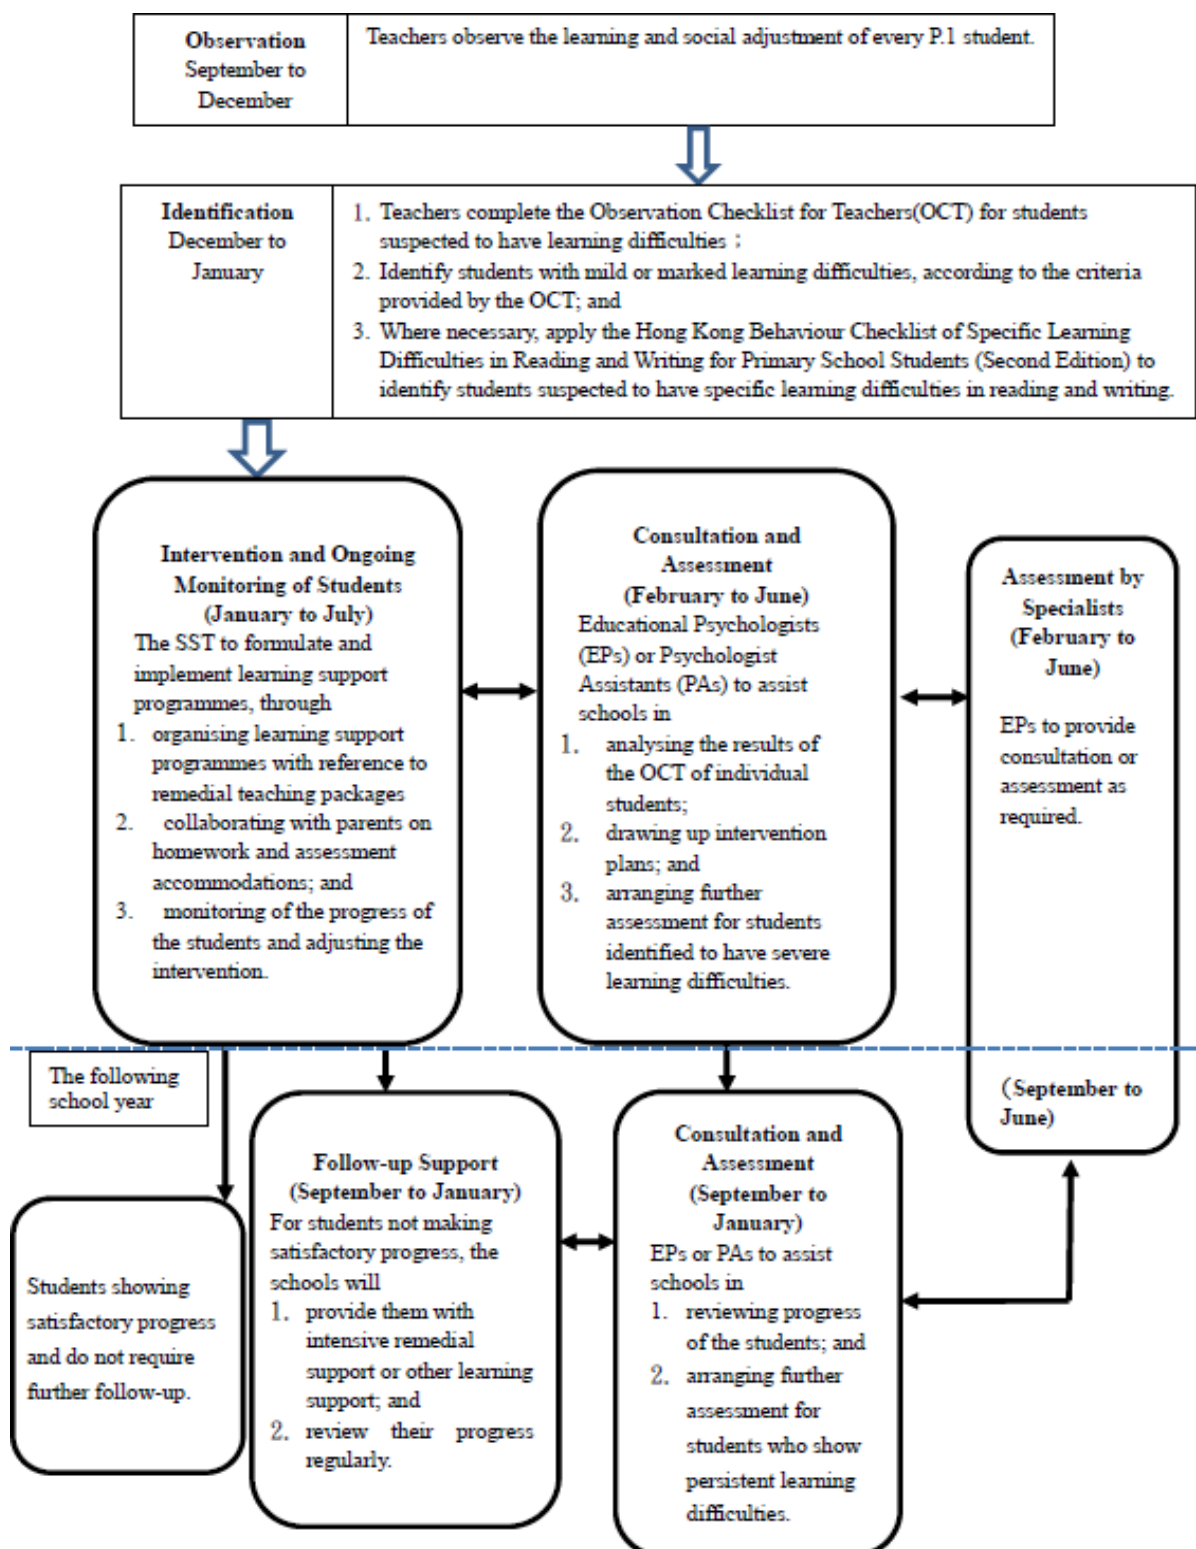 Observation
September to
December
Teachers observe the learning and social adjustment of every P.1 student.
Identification
December to
January
1. Teachers complete the Observation Checklist for Teachers(OCT) for students
suspected to have learning difficulties ;
2. Identify students with mild or marked learning difficulties, according to the criteria
provided by the OCT; and
3. Where necessary, apply the Hong Kong Behaviour Checklist of Specific Learning
Difficulties in Reading and Writing for Primary School Students (Second Edition) to
identify students suspected to have specific learning difficulties in reading and writing.
Intervention and Ongoing
Monitoring of Students
(January to July)
The SST to formulate and
implement learning support
programmes, through
1. organising learning support
programmes with reference to
remedial teaching packages
2. collaborating with parents on
homework and assessment
accommodations; and
3. monitoring of the progress of
the students and adjusting the
intervention.
Consultation and
Assessment
(February to June)
Educational Psychologists
(EPs) or Psychologist
Assistants (PAs) to assist
schools in
1. analysing the results of
the OCT of individual
students;
2. drawing up intervention
plans; and
3. arranging further
assessment for students
identified to have severe
learning difficulties.
Assessment by
Specialists
(February to
June)
EPs to provide
consultation or
assessment as
required.
(September to
June)
The following
school year
Students showing
satisfactory progress
and do not require
further follow-up.
Follow-up Support
(September to January)
For students not making
satisfactory progress, the
schools will
1. provide them with
intensive remedial
support or other learning
support; and
2. review their progress
regularly.
Consultation and
Assessment
(September to
January)
EPs or PAs to assist
schools in
1. reviewing progress
of the students; and
2. arranging further
assessment for
students who show
persistent learning
difficulties.